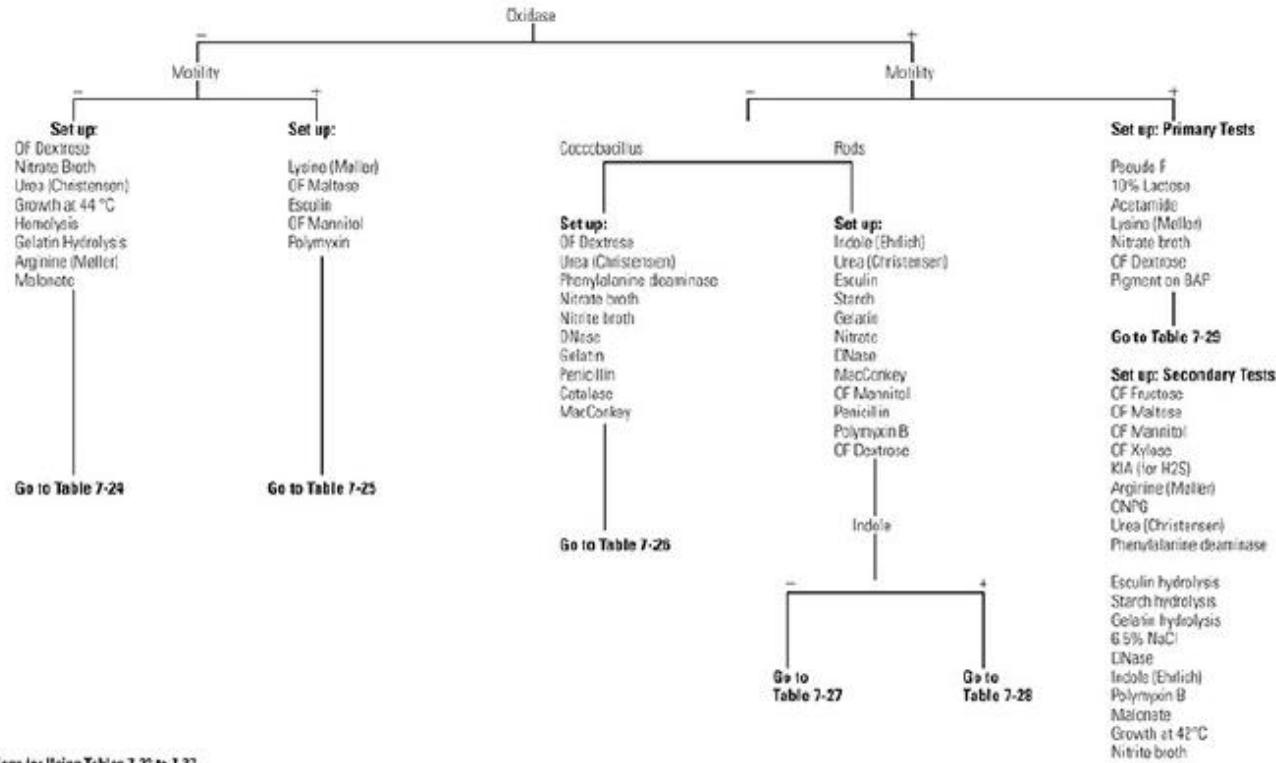 Oxidase
− +
Motility
Motility
− +
− +
Set up:
OF Dextrose
Nitrate Broth
Urea (Christensen)
Growth at 44 °C
Hemolysis
Gelatin Hydrolysis
Arginine (Møller)
Malonate
Go to Table 7-24
Set up:
Lysine (Møller)
OF Maltose
Esculin
OF Mannitol
Polymyxin
Go to Table 7-25
Coccobacillus
Rods
Set up:
OF Dextrose
Urea (Christensen)
Phenylalanine deaminase
Nitrate broth
Nitrite broth
DNase
Gelatin
Penicillin
Catalase
MacConkey
Go to Table 7-26
Set up:
Indole (Ehrlich)
Urea (Christensen)
Esculin
Starch
Gelatin
Nitrate
DNase
MacConkey
OF Mannitol
Penicillin
Polymyxin B
OF Dextrose
Indole
− +
Go to
Table 7-27
Go to
Table 7-28
Set up: Primary Tests
Pseudo F
10% Lactose
Acetamide
Lysine (Møller)
Nitrate broth
OF Dextrose
Pigment on BAP
Go to Table 7-29
Set up: Secondary Tests
OF Fructose
OF Maltose
OF Mannitol
OF Xylose
KIA (for H2S)
Arginine (Møller)
ONPG
Urea (Christensen)
Phenylalanine deaminase
Esculin hydrolysis
Starch hydrolysis
Gelatin hydrolysis
6.5% NaCl
DNase
Indole (Ehrlich)
Polymyxin B
Malonate
Growth at 42°C
Nitrite broth
for Using Tables